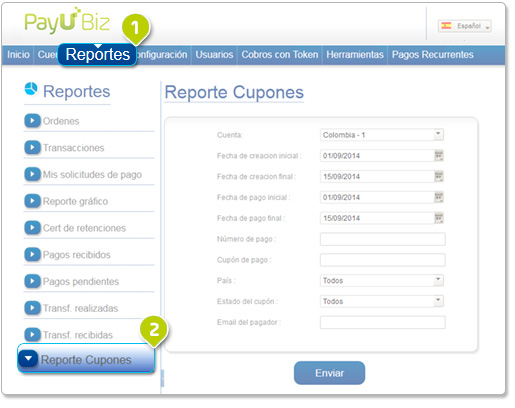 PayU Biz
1
Español
Inicio Cuen Reportes onfiguración Usuarios Cobros con Token Herramientas Pagos Recurrentes
Reportes
Ordenes
Transacciones
Mis solicitudes de pago
Reporte gráfico
Cert de retenciones
Pagos recibidos
Pagos pendientes
Transf. realizadas
Transf. recibidas
2
Reporte Cupones
Reporte Cupones
Cuenta: Colombia - 1
Fecha de creacion inicial : 01/09/2014
Fecha de creacion final : 15/09/2014
Fecha de pago inicial : 01/09/2014
Fecha de pago final : 15/09/2014
Número de pago :
Cupón de pago :
País : Todos
Estado del cupón : Todos
Email del pagador :
Enviar